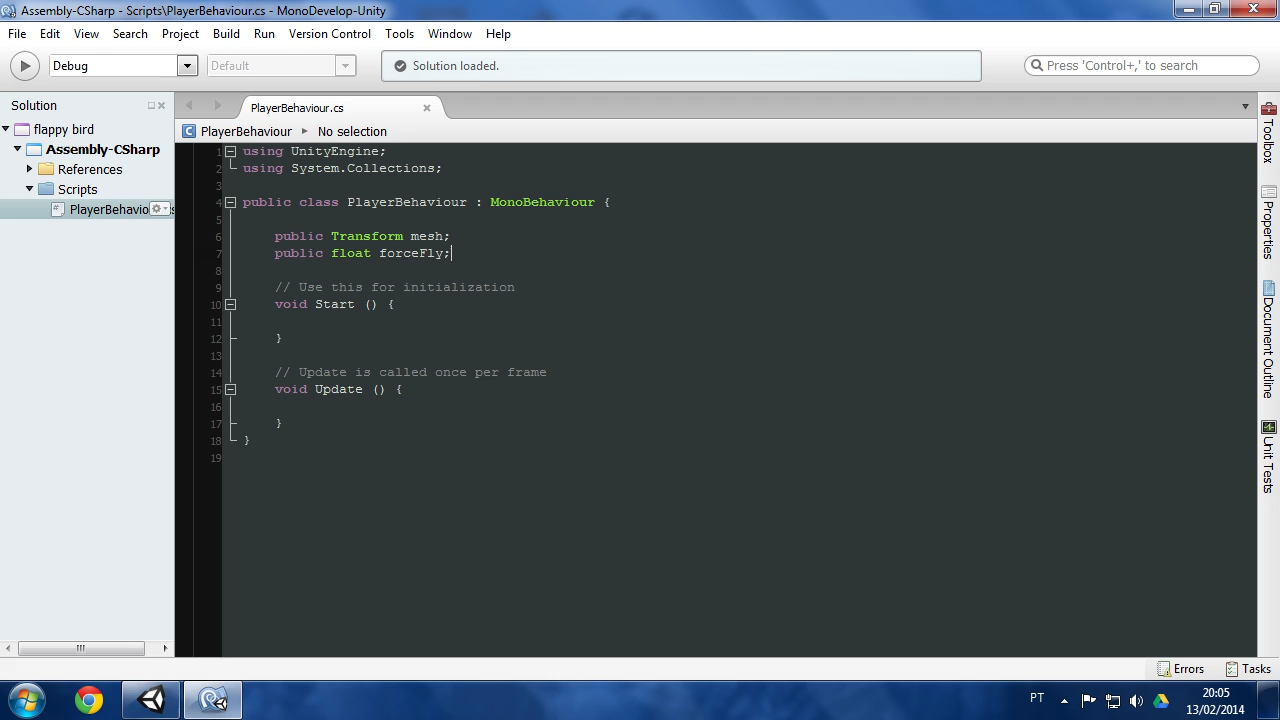 Assembly-CSharp - Scripts\PlayerBehaviour.cs - MonoDevelop-Unity
File Edit View Search Project Build Run Version Control Tools Window Help
Debug Default Solution loaded. Press 'Control+,' to search
Solution
PlayerBehaviour.cs
flappy bird
Assembly-CSharp
References
Scripts
PlayerBehavio s
PlayerBehaviour No selection
1 using UnityEngine;
2 using System.Collections;
3
4 public class PlayerBehaviour : MonoBehaviour {
5
6 public Transform mesh;
7 public float forceFly;
8
9 // Use this for initialization
10 void Start () {
11
12 }
13
14 // Update is called once per frame
15 void Update () {
16
17 }
18 }
19
Toolbox
Properties
Document Outline
Unit Tests
Errors Tasks
PT
20:05
13/02/2014